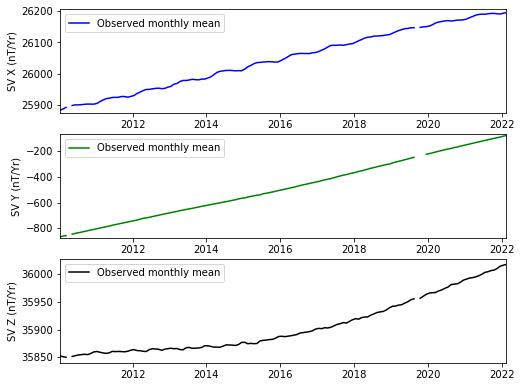 26200
26100
26000
25900
SV X (nT/Yr)
Observed monthly mean
2012 2014 2016 2018 2020 2022
−200
−400
−600
−800
SV Y (nT/Yr)
Observed monthly mean
2012 2014 2016 2018 2020 2022
36000
35950
35900
35850
SV Z (nT/Yr)
Observed monthly mean
2012 2014 2016 2018 2020 2022